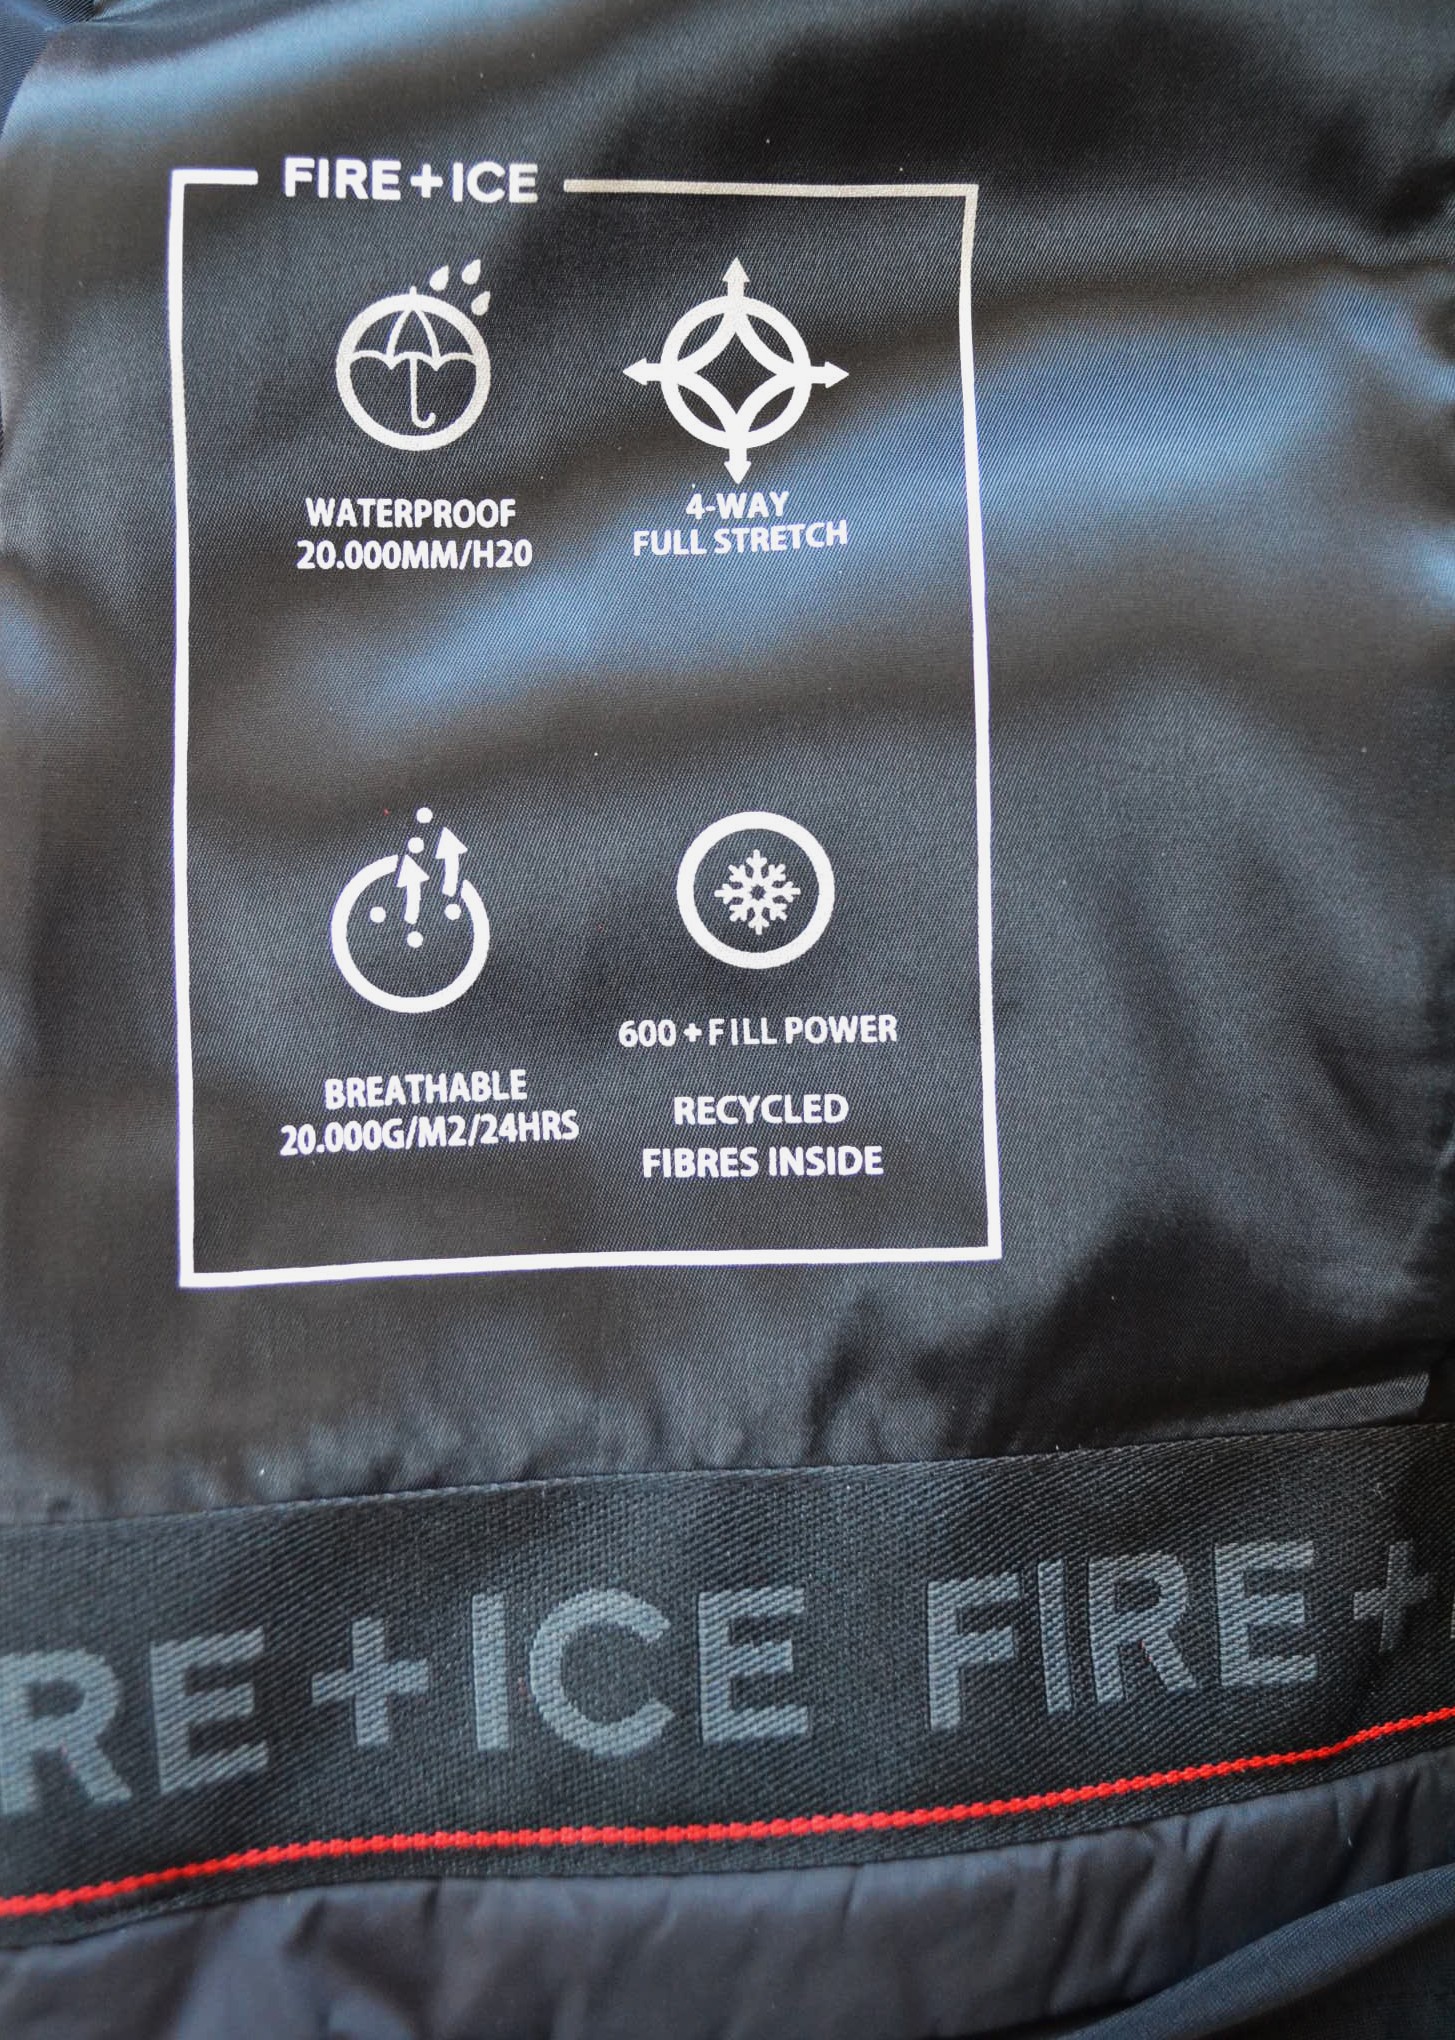 FIRE+ICE
WATERPROOF
20.000MM/H20
4-WAY
FULL STRETCH
BREATHABLE
20.000G/M2/24HRS
600+FILL POWER
RECYCLED
FIBRES INSIDE
RE+ICE FIRE+